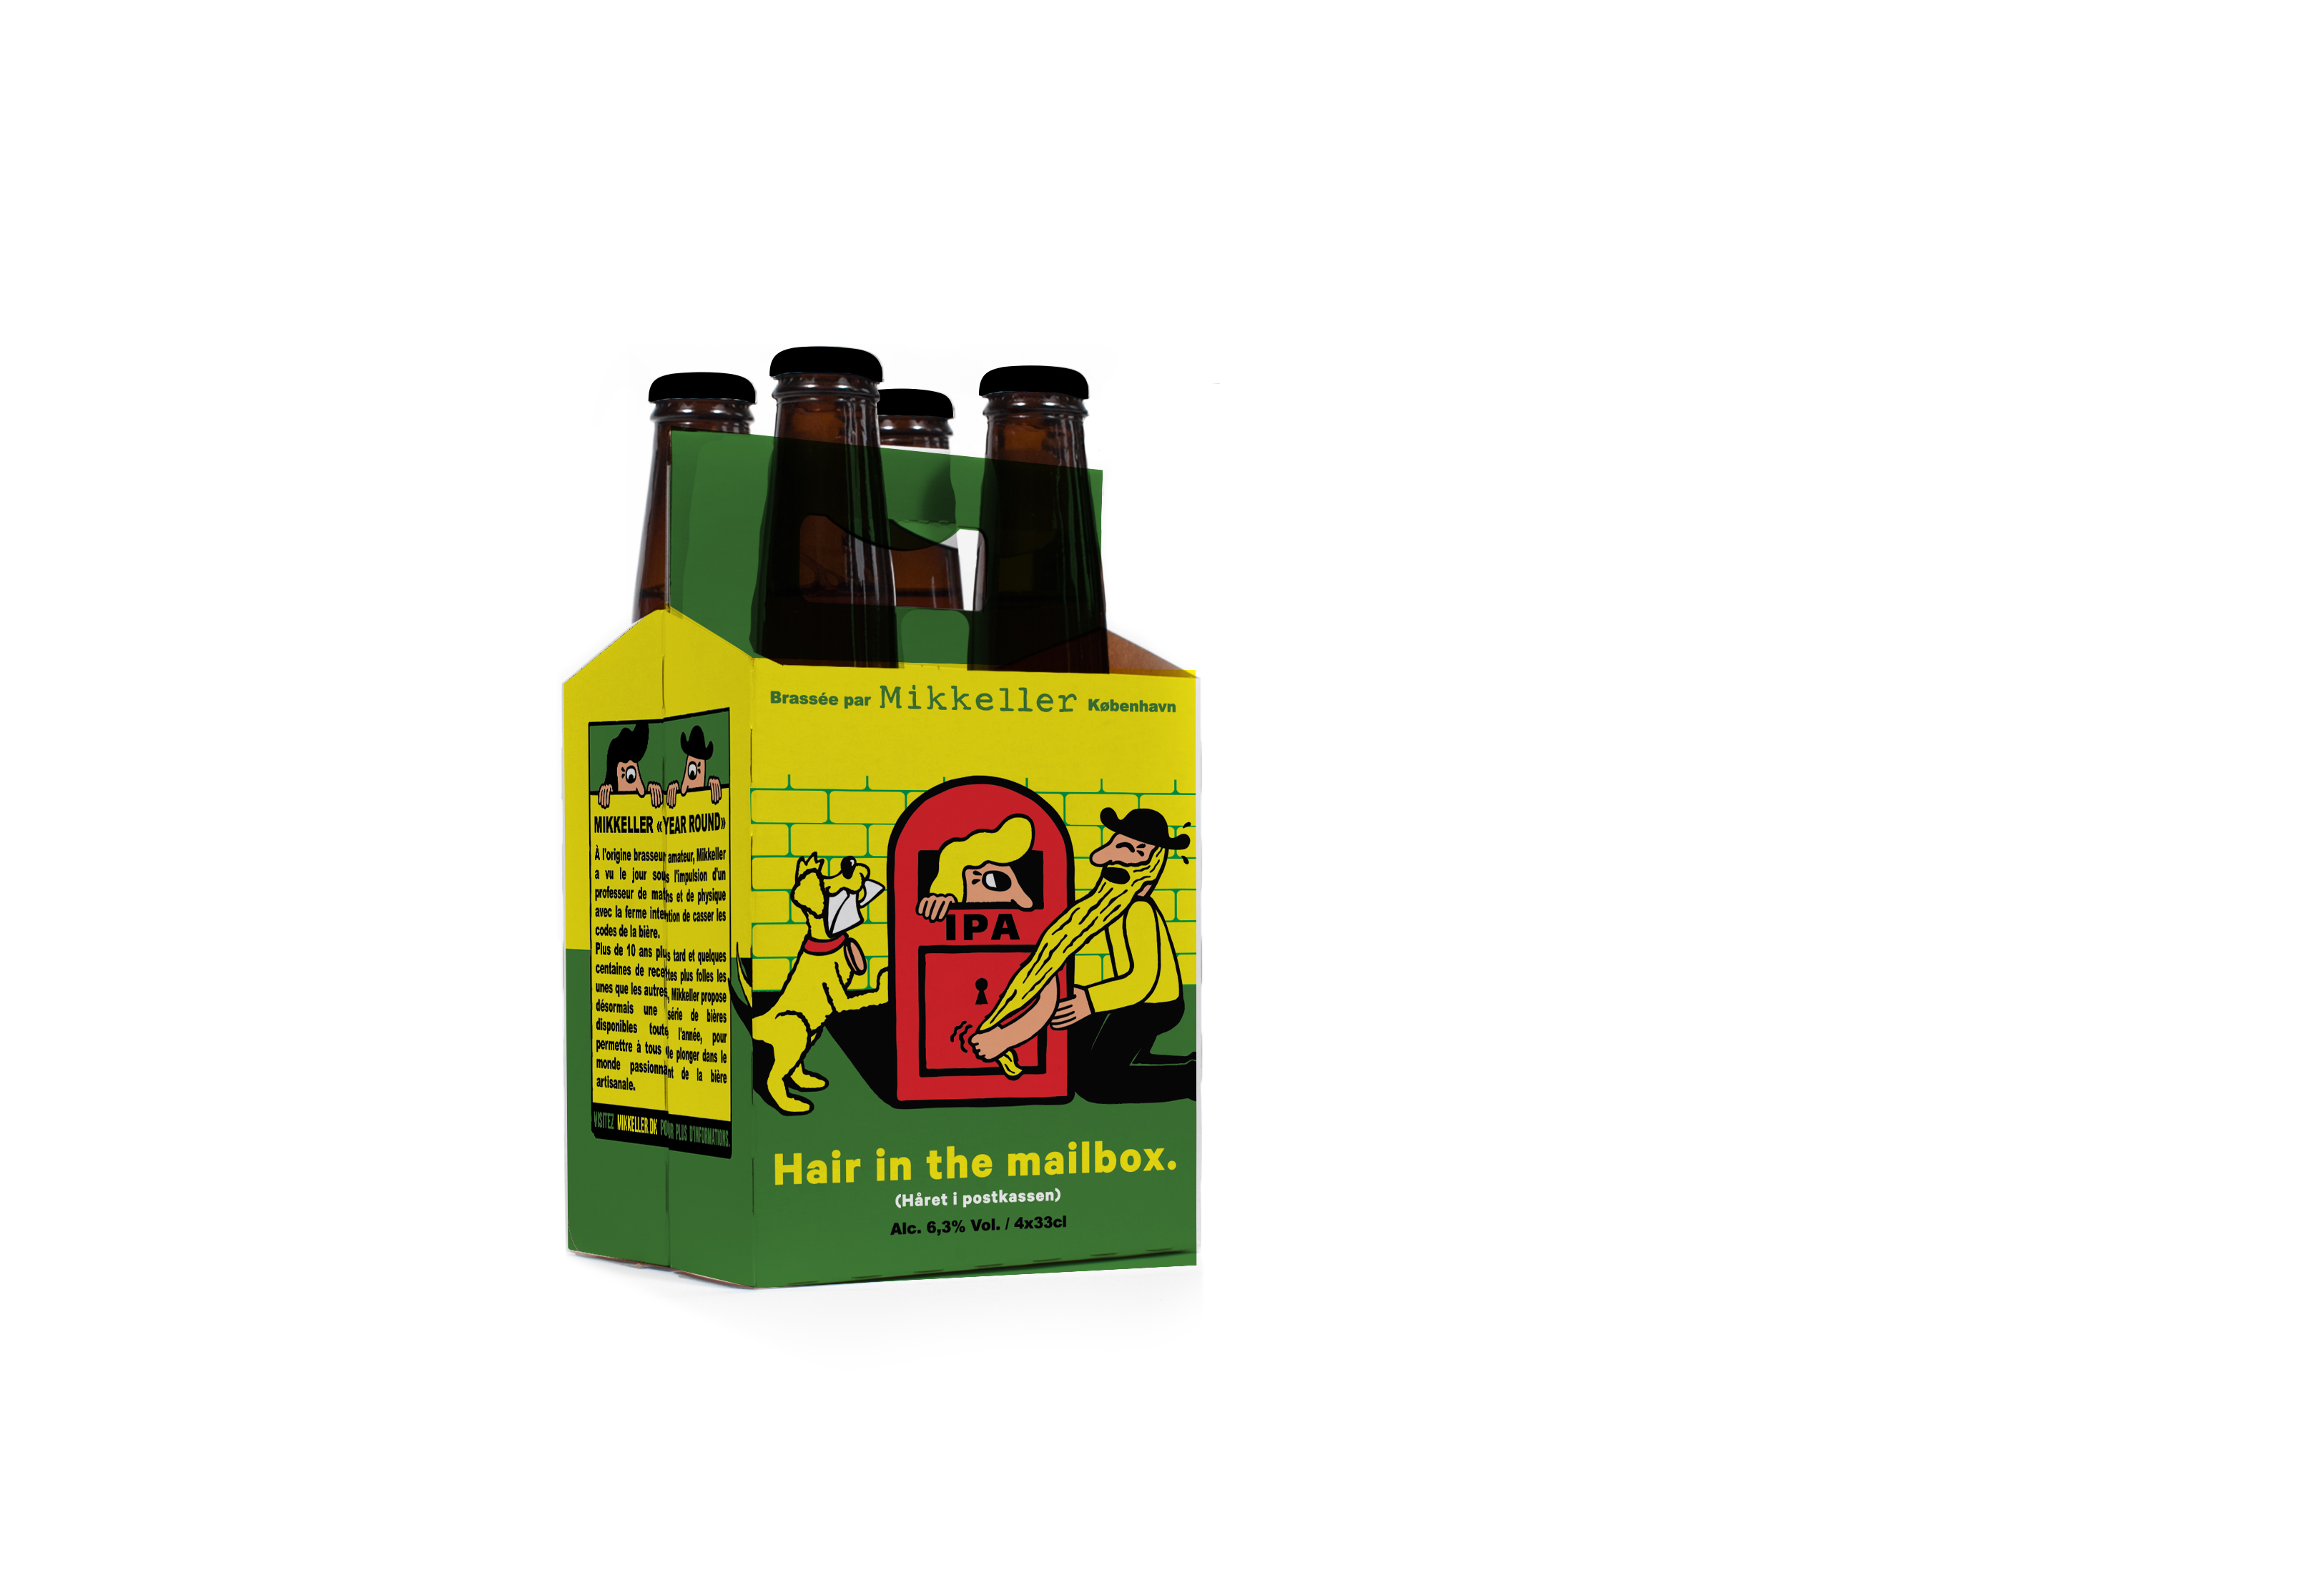 Brassée par Mikkeller København
IPA
Hair in the mailbox.
(Håret i postkassen)
Alc. 6,3% Vol. / 4x33cl
MIKKELLER «YEAR ROUND»
À l'origine brasseur amateur, Mikkeller
a vu le jour sous l'impulsion d'un
professeur de maths et de physique
avec la ferme intention de casser les
codes de la bière.
Plus de 10 ans plus tard et quelques
centaines de recettes plus folles les
unes que les autres, Mikkeller propose
désormais une série de bières
disponibles toute l'année, pour
permettre à tous de plonger dans le
monde passionnant de la bière
artisanale.
VISITEZ MIKKELLER.DK POUR PLUS D'INFORMATIONS.